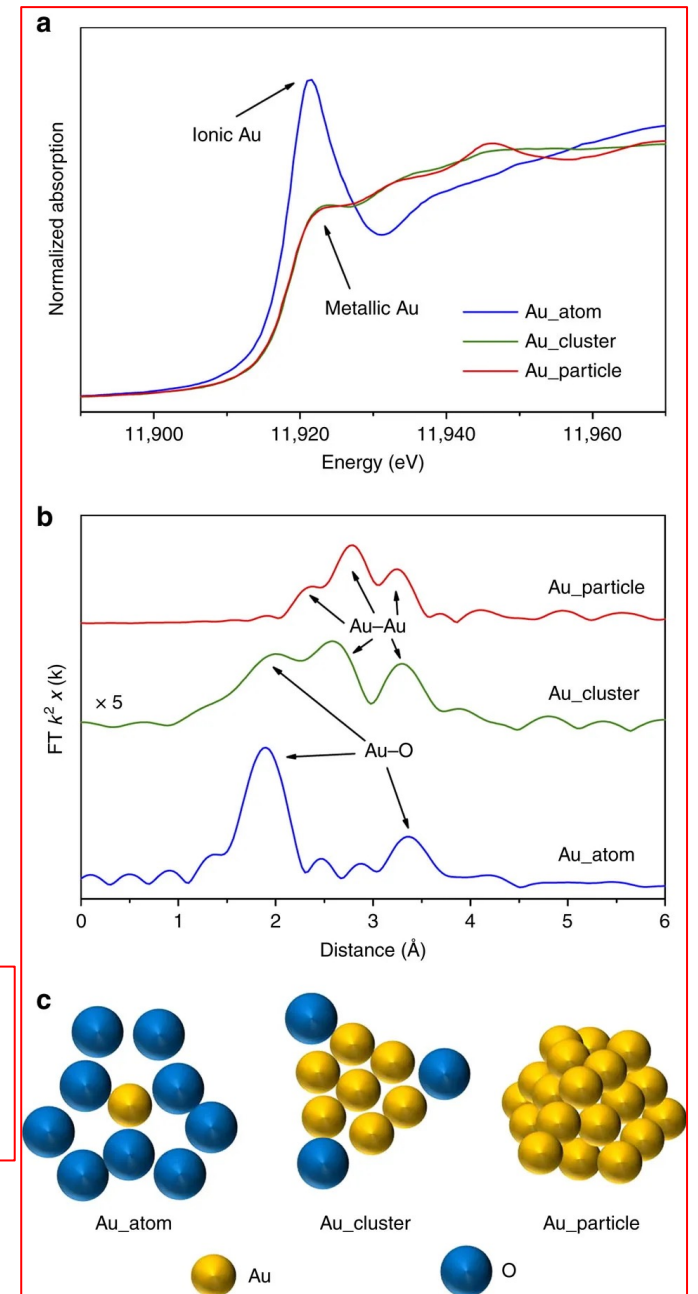 a
Normalized absorption
Ionic Au
Metallic Au
Au_atom
Au_cluster
Au_particle
11,900
11,920
11,940
11,960
Energy (eV)
b
FT k² x (k)
Au_particle
Au–Au
× 5
Au_cluster
Au–O
Au_atom
0
1
2
3
4
5
6
Distance (Å)
c
Au_atom
Au_cluster
Au_particle
Au
O